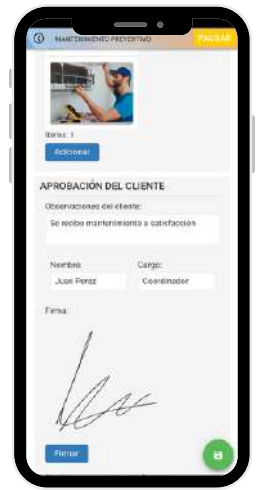 MANTENIMIENTO PREVENTIVO
PAUSAR
Items: 1
Adicionar
APROBACIÓN DEL CLIENTE
Observaciones del cliente:
Se recibe mantenimiento a satisfacción
Nombre: Cargo:
Juan Perez Coordinador
Firma:
Firmar